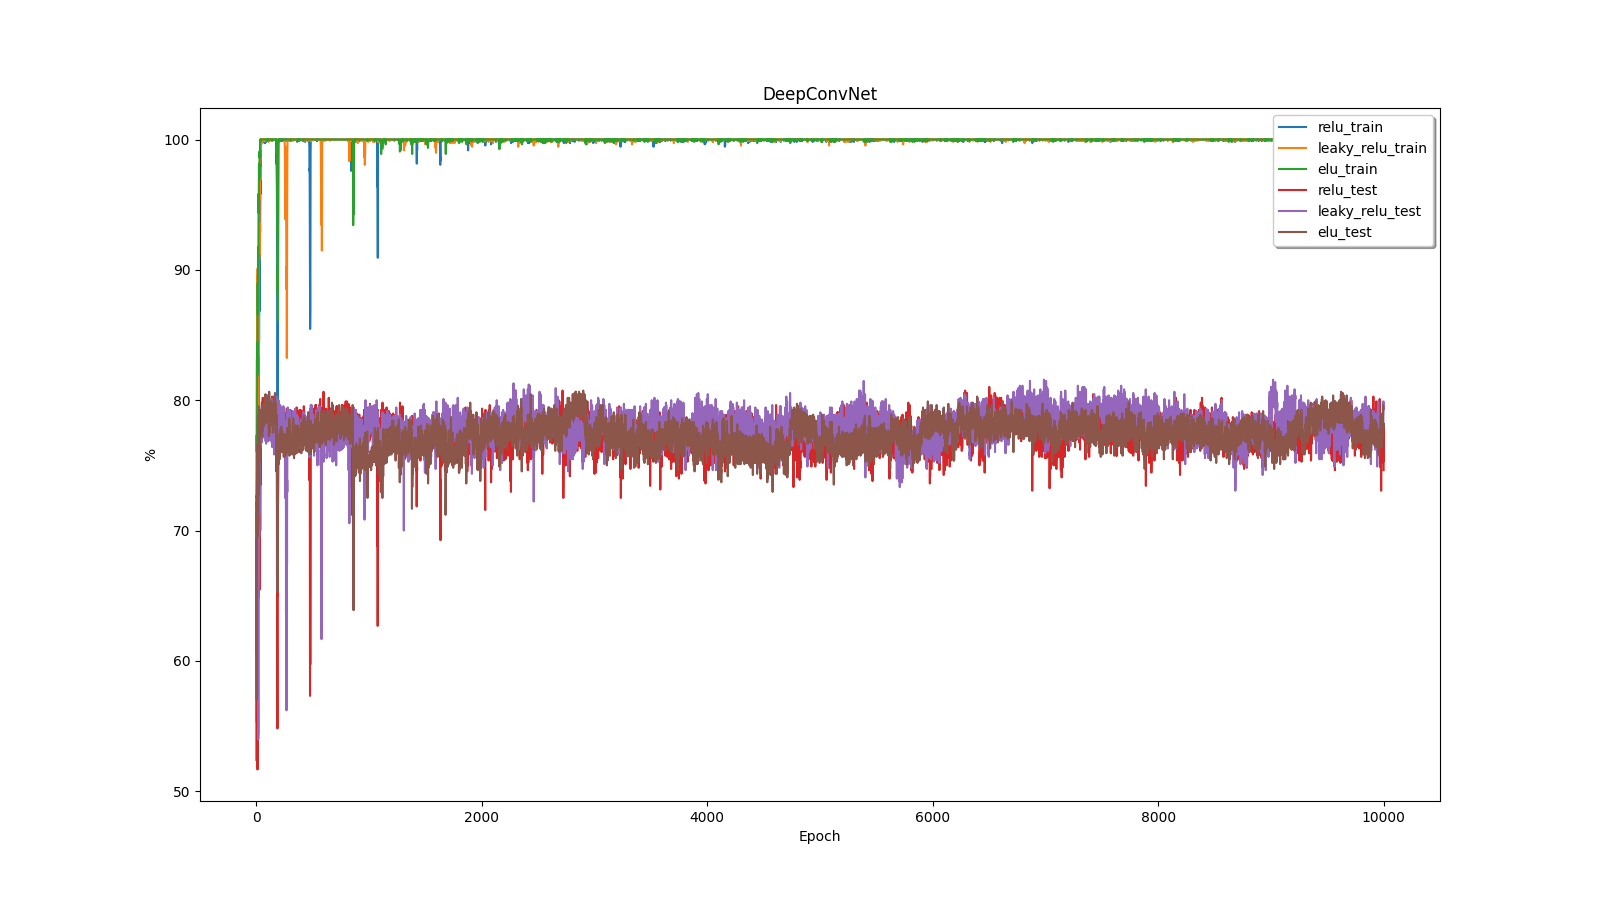 DeepConvNet
100
90
80
70
60
50
%
0
2000
4000
6000
8000
10000
Epoch
relu_train
leaky_relu_train
elu_train
relu_test
leaky_relu_test
elu_test